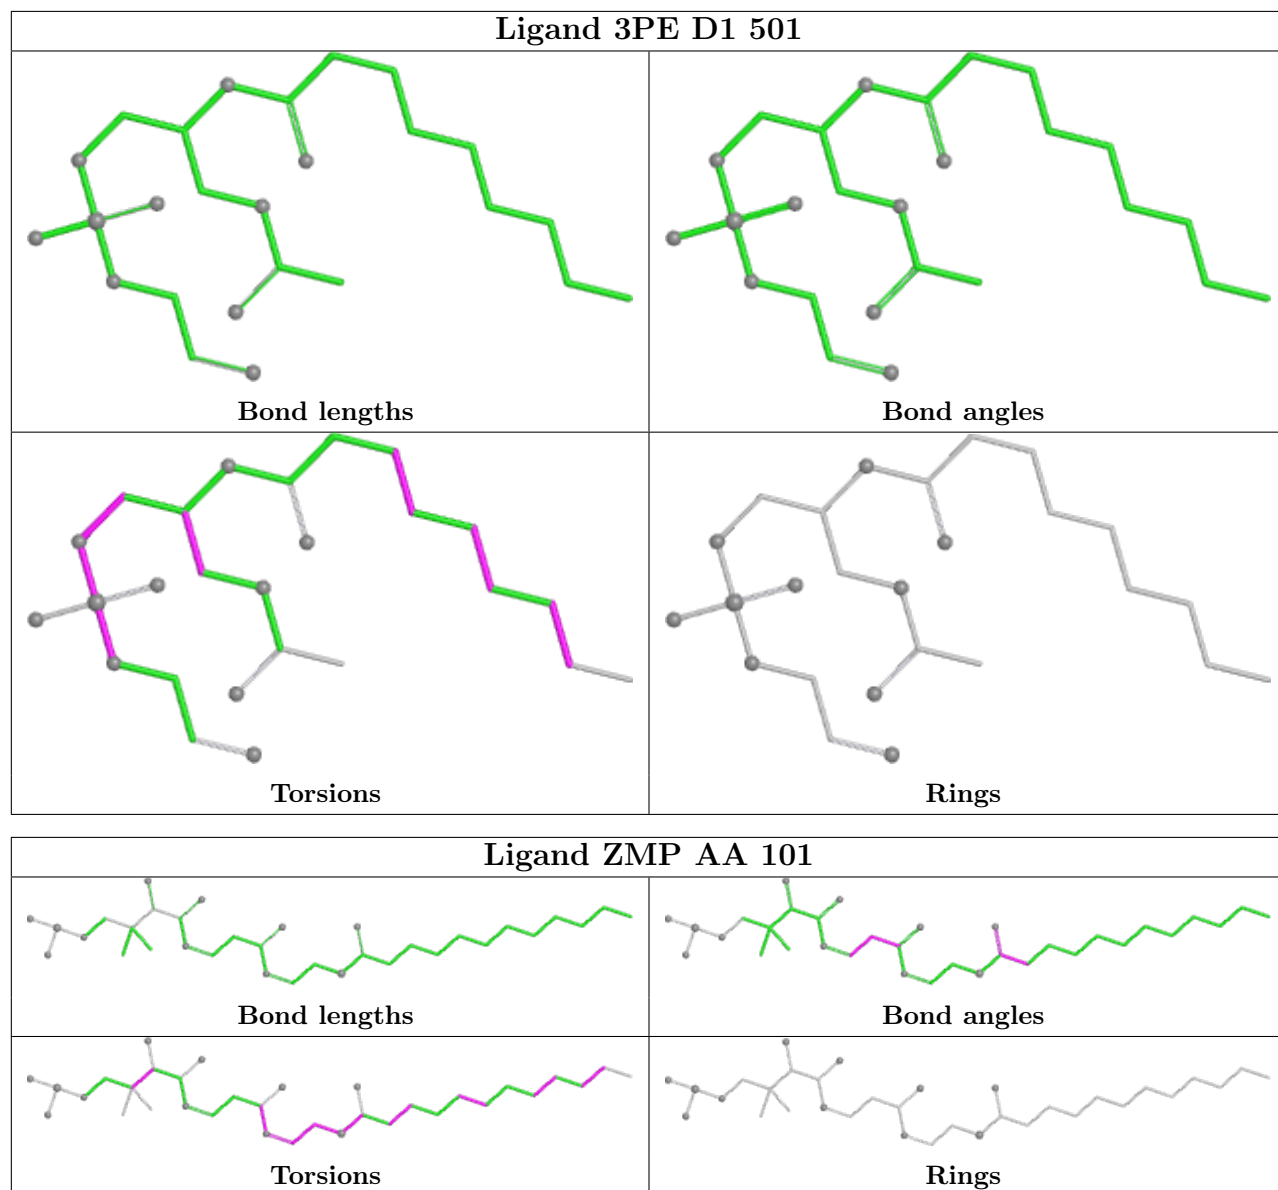 Ligand 3PE D1 501
Bond lengths
Bond angles
Torsions
Rings
Ligand ZMP AA 101
Bond lengths
Bond angles
Torsions
Rings